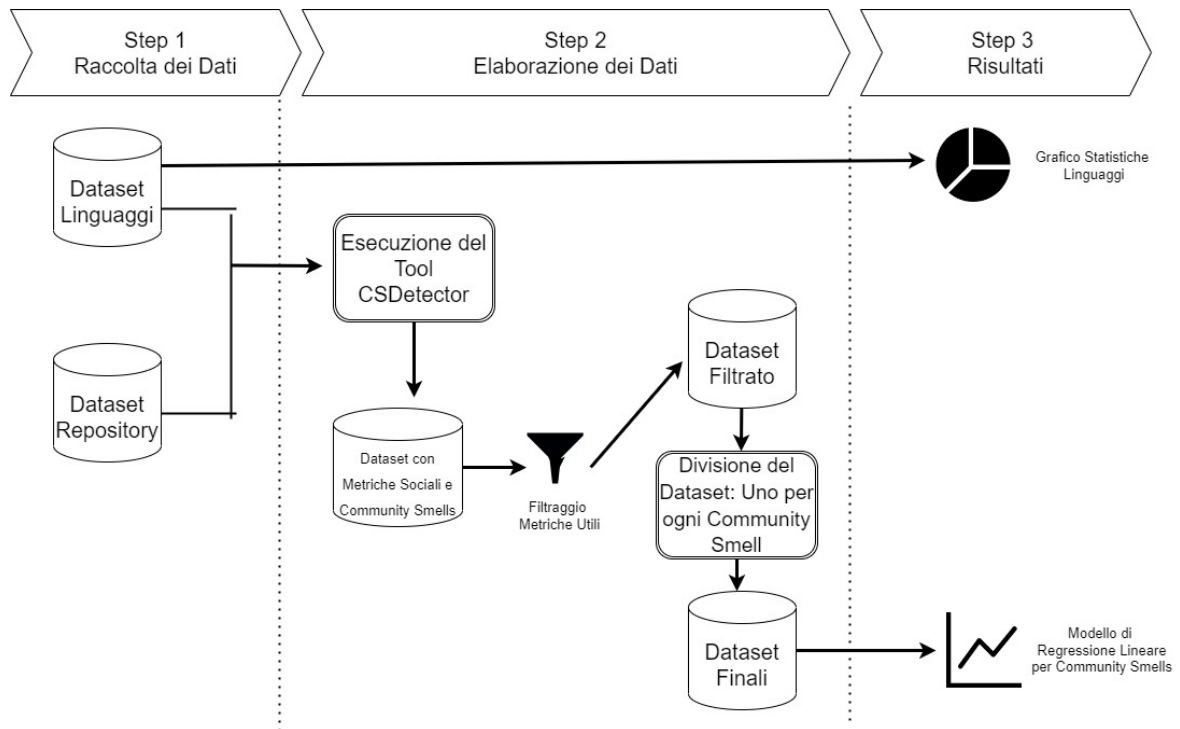 Step 1
Raccolta dei Dati
Step 2
Elaborazione dei Dati
Step 3
Risultati
Dataset
Linguaggi
Grafico Statistiche
Linguaggi
Esecuzione del
Tool
CSDetector
Dataset
Repository
Dataset
Filtrato
Dataset con
Metriche Sociali e
Community Smells
Filtraggio
Metriche Utili
Divisione del
Dataset: Uno per
ogni Community
Smell
Dataset
Finali
Modello di
Regressione Lineare
per Community Smells